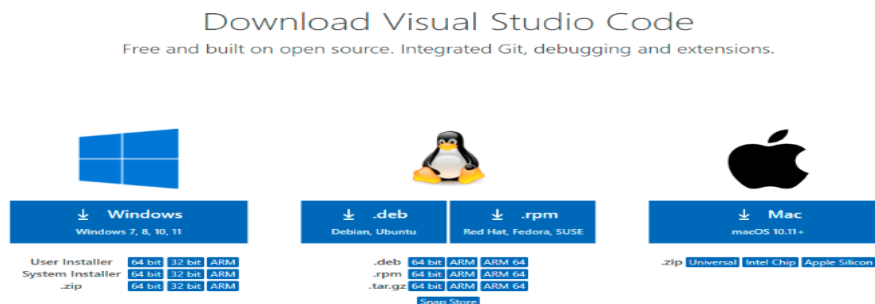 Download Visual Studio Code
Free and built on open source. Integrated Git, debugging and extensions.
Windows
Windows 7, 8, 10, 11
User Installer 64 bit 32 bit ARM
System Installer 64 bit 32 bit ARM
.zip 64 bit 32 bit ARM
.deb
Debian, Ubuntu
.rpm
Red Hat, Fedora, SUSE
.deb 64 bit ARM ARM 64
.rpm 64 bit ARM ARM 64
.tar.gz 64 bit ARM ARM 64
Snap Store
Mac
macOS 10.11+
.zip Universal Intel Chip Apple Silicon